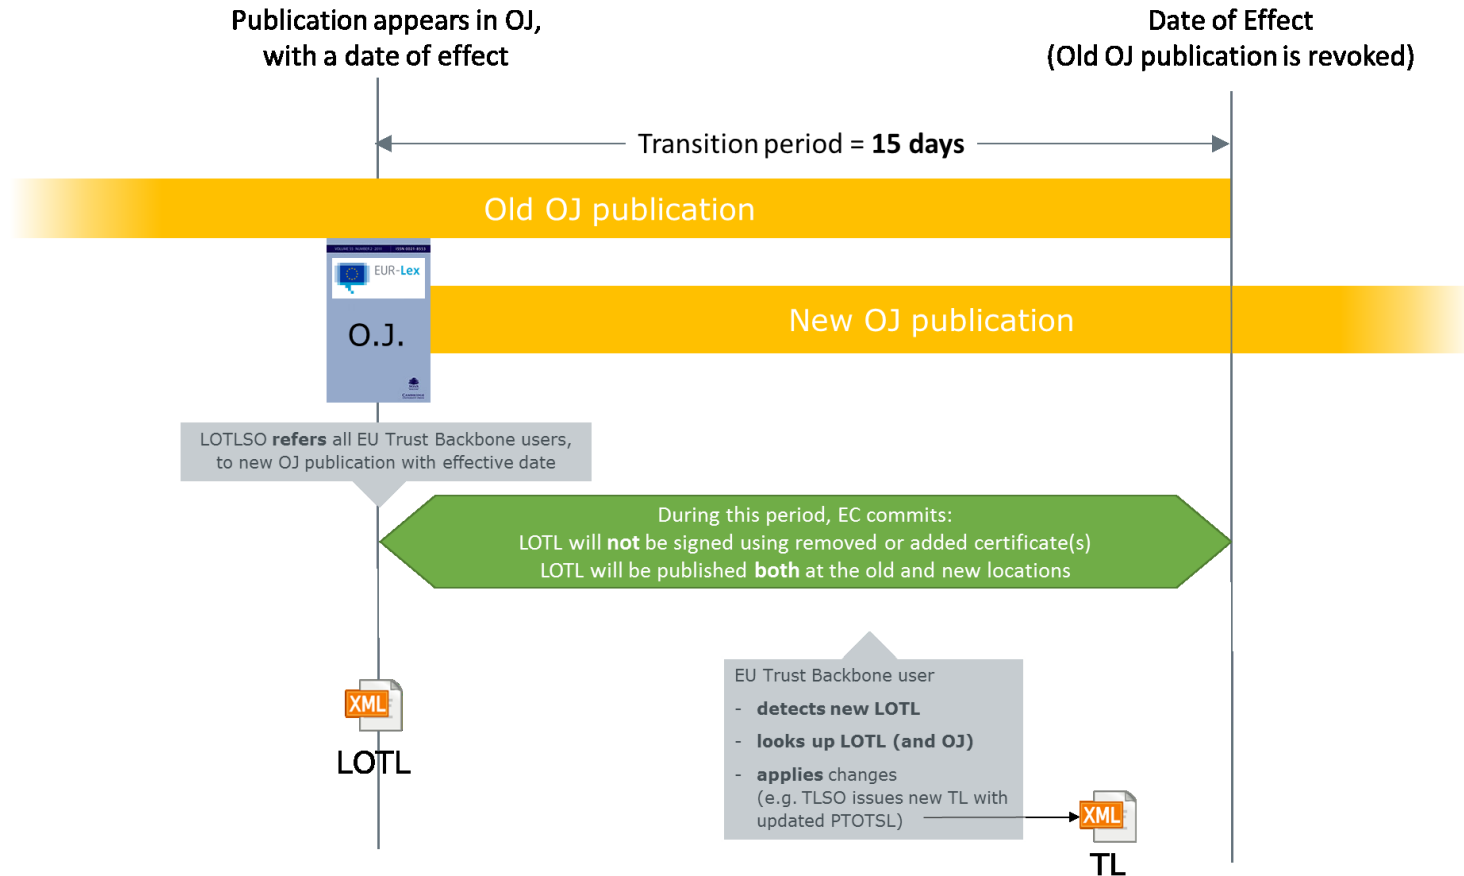 Publication appears in OJ,
with a date of effect
Date of Effect
(Old OJ publication is revoked)
Transition period = 15 days
Old OJ publication
EUR-Lex
O.J.
New OJ publication
LOTLSO refers all EU Trust Backbone users,
to new OJ publication with effective date
During this period, EC commits:
LOTL will not be signed using removed or added certificate(s)
LOTL will be published both at the old and new locations
XML
LOTL
EU Trust Backbone user
- detects new LOTL
- looks up LOTL (and OJ)
- applies changes
(e.g. TLSO issues new TL with
updated PTOTSL)
XML
TL